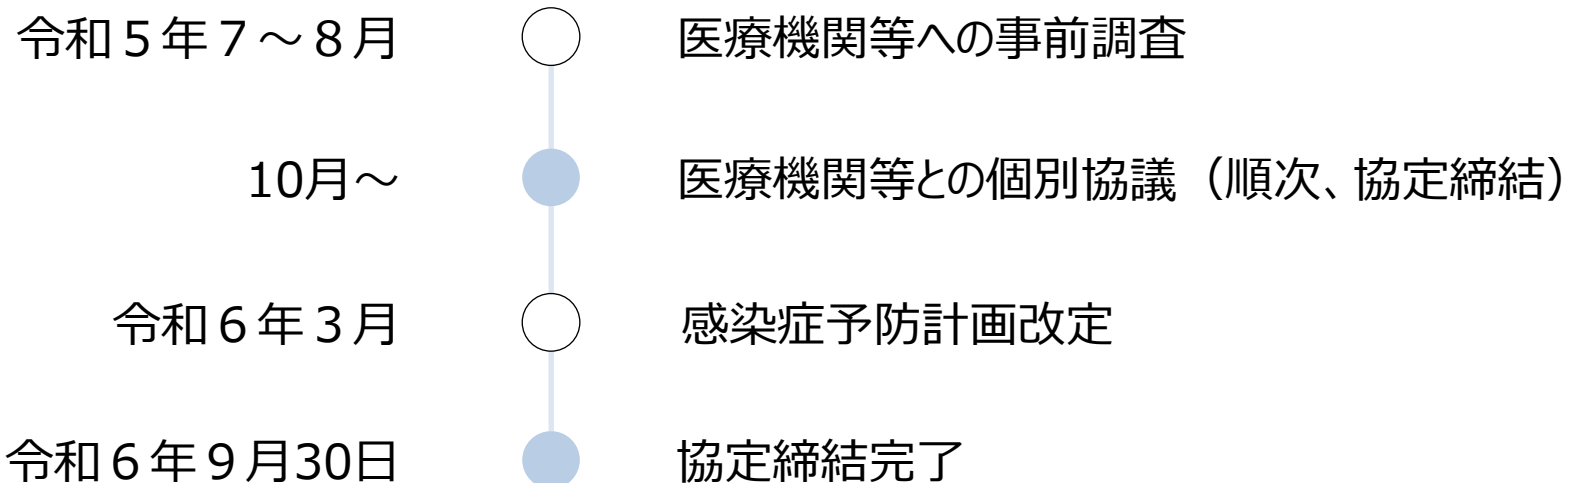 令和５年７～８月 医療機関等への事前調査
10月～ 医療機関等との個別協議（順次、協定締結）
令和６年３月 感染症予防計画改定
令和６年９月30日 協定締結完了